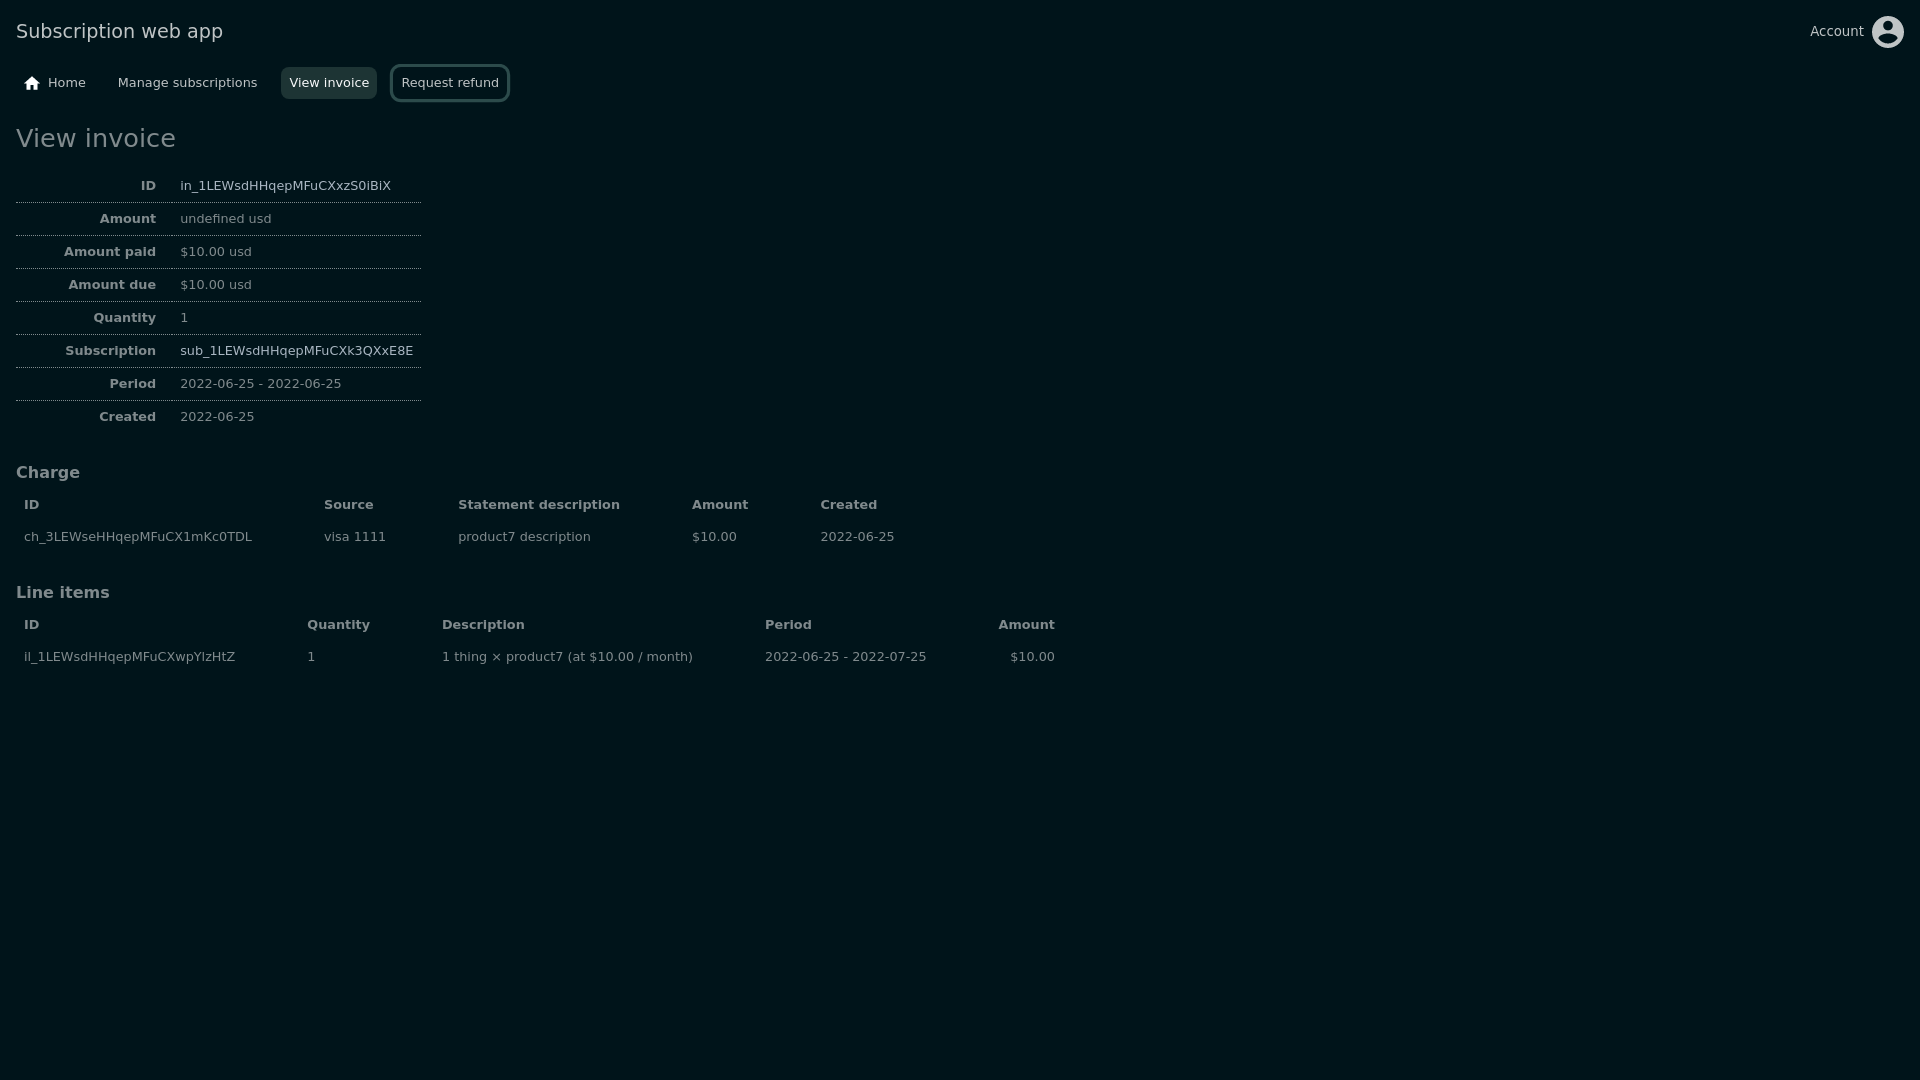 Subscription web app
Account
Home Manage subscriptions View invoice Request refund
View invoice
ID in_1LEWsdHHqepMFuCXxzS0iBiX
Amount undefined usd
Amount paid $10.00 usd
Amount due $10.00 usd
Quantity 1
Subscription sub_1LEWsdHHqepMFuCXk3QXxE8E
Period 2022-06-25 - 2022-06-25
Created 2022-06-25
Charge
ID Source Statement description Amount Created
ch_3LEWseHHqepMFuCX1mKc0TDL visa 1111 product7 description $10.00 2022-06-25
Line items
ID Quantity Description Period Amount
il_1LEWsdHHqepMFuCXwpYlzHtZ 1 1 thing × product7 (at $10.00 / month) 2022-06-25 - 2022-07-25 $10.00